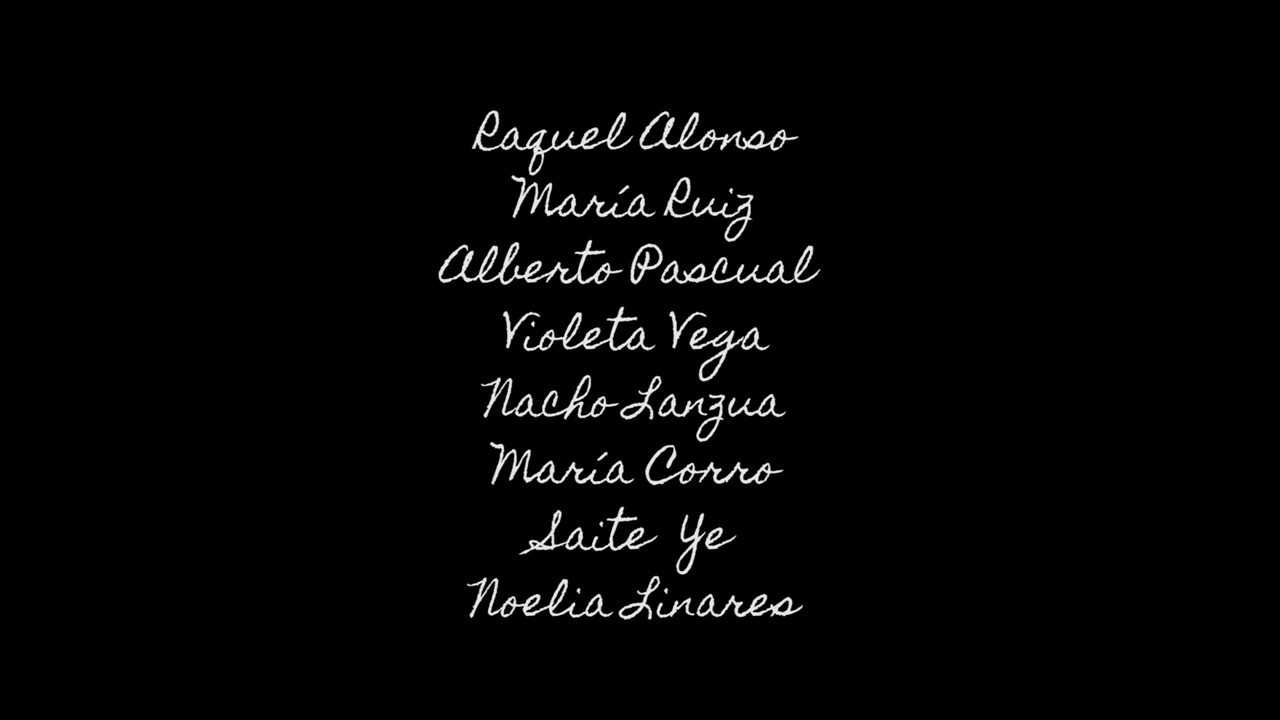 Raquel Alonso
María Ruiz
Alberto Pascual
Violeta Vega
Nacho Lanzua
María Corro
Saite Ye
Noelia Linares